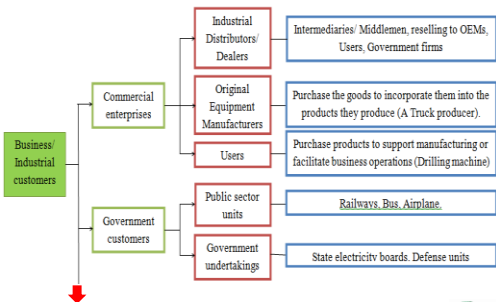 Business/
Industrial
customers
Commercial
enterprises
Industrial
Distributors/
Dealers
Intermediaries/ Middlemen, reselling to OEMs,
Users, Government firms
Original
Equipment
Manufacturers
Purchase the goods to incorporate them into the
products they produce (A Truck producer).
Users
Purchase products to support manufacturing or
facilitate business operations (Drilling machine)
Government
customers
Public sector
units
Railways, Bus, Airplane.
Government
undertakings
State electricity boards. Defense units